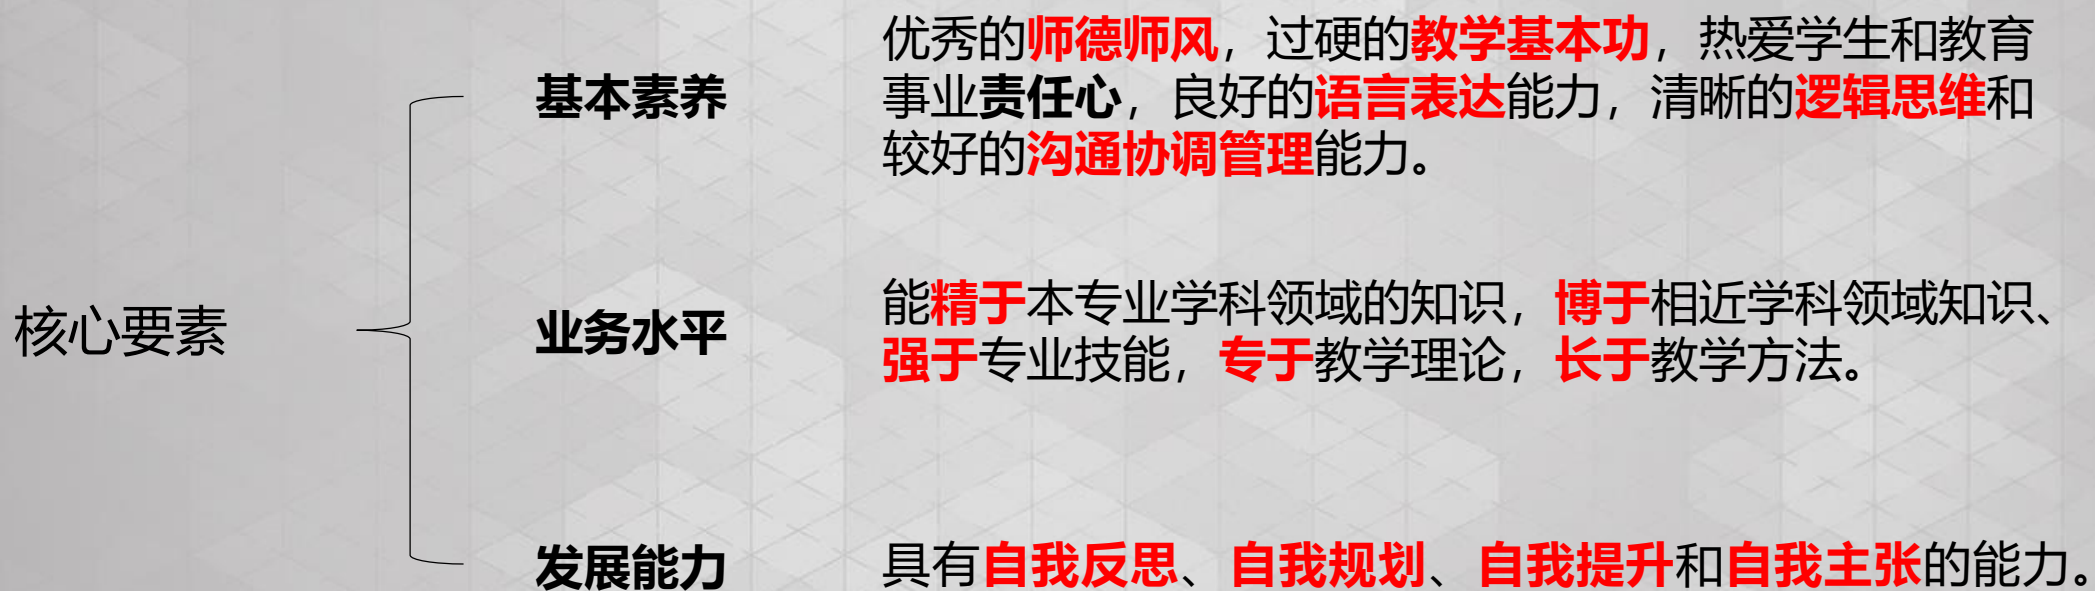 核心要素
基本素养
优秀的师德师风，过硬的教学基本功，热爱学生和教育
事业责任心，良好的语言表达能力，清晰的逻辑思维和
较好的沟通协调管理能力。
业务水平
能精于本专业学科领域的知识，博于相近学科领域知识、
强于专业技能，专于教学理论，长于教学方法。
发展能力
具有自我反思、自我规划、自我提升和自我主张的能力。